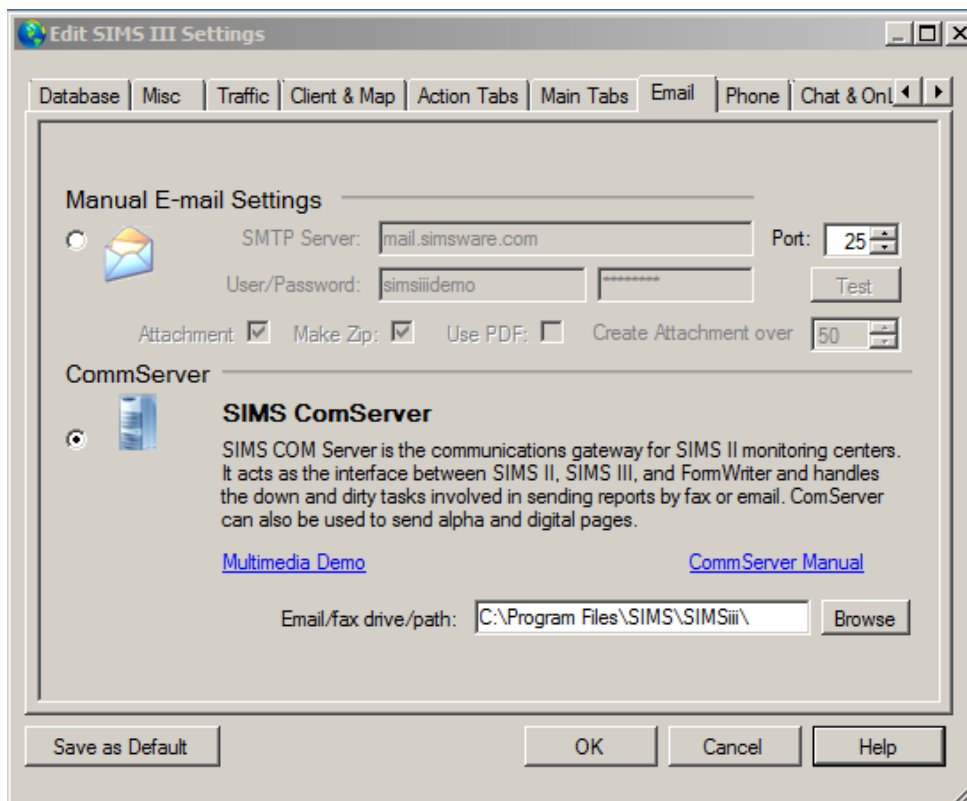 Edit SIMS III Settings
Database Misc Traffic Client & Map Action Tabs Main Tabs Email Phone Chat & OnL
Manual E-mail Settings
SMTP Server: mail.simsware.com Port: 25
User/Password: simsiiidemo ******** Test
Attachment Make Zip: Use PDF: Create Attachment over 50
CommServer
SIMS ComServer
SIMS COM Server is the communications gateway for SIMS II monitoring centers.
It acts as the interface between SIMS II, SIMS III, and FormWriter and handles
the down and dirty tasks involved in sending reports by fax or email. ComServer
can also be used to send alpha and digital pages.
Multimedia Demo CommServer Manual
Email/fax drive/path: C:\Program Files\SIMS\SIMSiii\ Browse
Save as Default OK Cancel Help